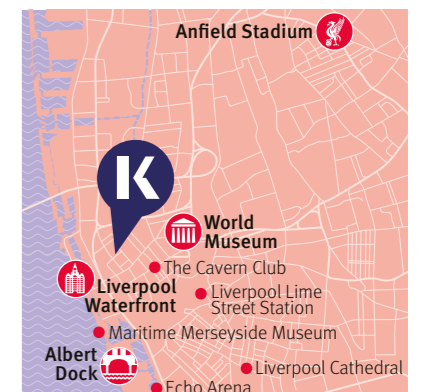 Anfield Stadium
K
World
Museum
The Cavern Club
Liverpool
Waterfront
Liverpool Lime
Street Station
Maritime Merseyside Museum
Albert
Dock
Liverpool Cathedral
Echo Arena